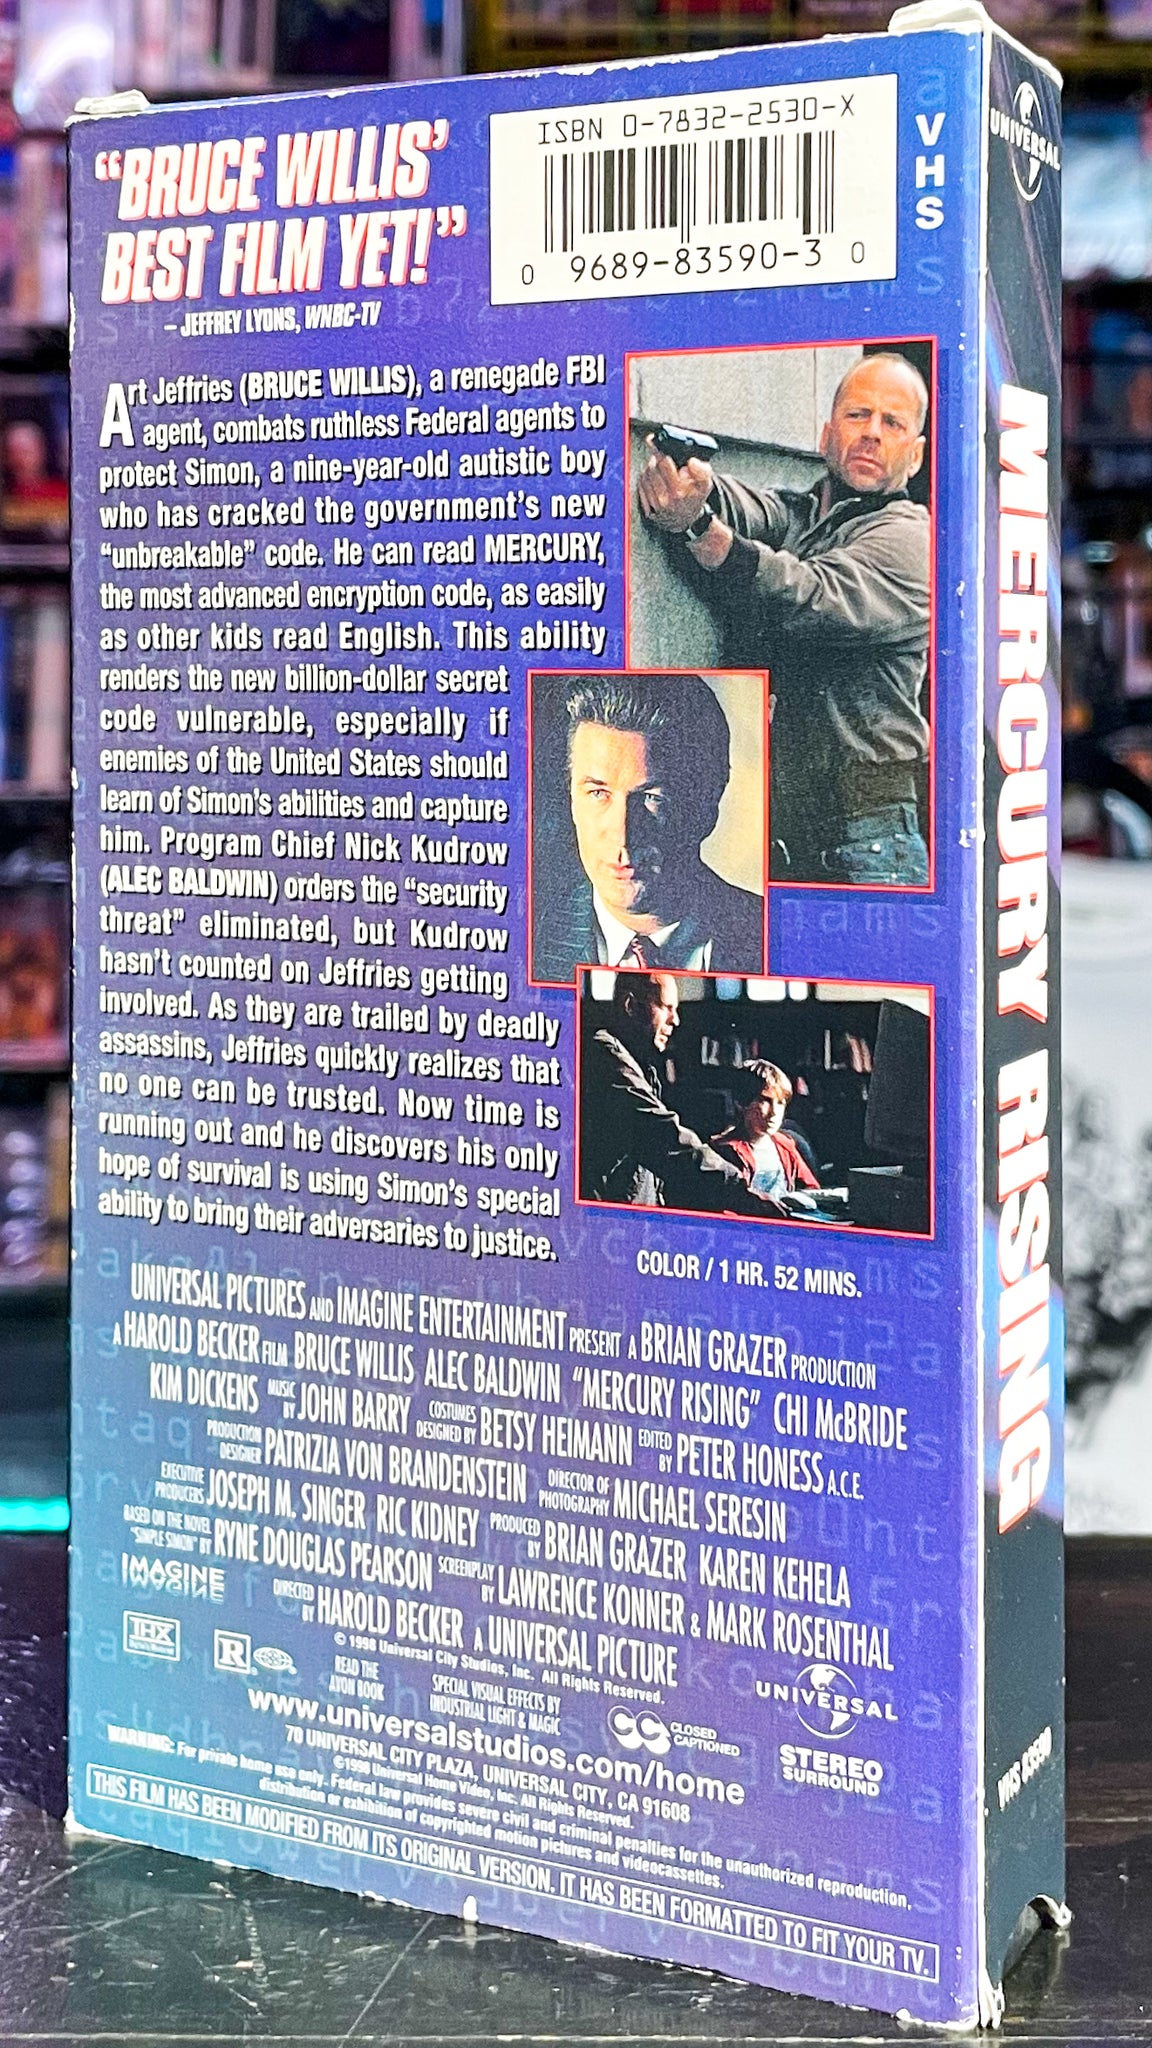 "BRUCE WILLIS'
BEST FILM YET!"
– JEFFREY LYONS, WNBC-TV
ISBN 0-7832-2530-X
0 9689-83590-3 0
VHS
Art Jeffries (BRUCE WILLIS), a renegade FBI
agent, combats ruthless Federal agents to
protect Simon, a nine-year-old autistic boy
who has cracked the government's new
"unbreakable" code. He can read MERCURY,
the most advanced encryption code, as easily
as other kids read English. This ability
renders the new billion-dollar secret
code vulnerable, especially if
enemies of the United States should
learn of Simon's abilities and capture
him. Program Chief Nick Kudrow
(ALEC BALDWIN) orders the "security
threat" eliminated, but Kudrow
hasn't counted on Jeffries getting
involved. As they are trailed by deadly
assassins, Jeffries quickly realizes that
no one can be trusted. Now time is
running out and he discovers his only
hope of survival is using Simon's special
ability to bring their adversaries to justice.
COLOR / 1 HR. 52 MINS.
UNIVERSAL PICTURES AND IMAGINE ENTERTAINMENT PRESENT A BRIAN GRAZER PRODUCTION
A HAROLD BECKER FILM BRUCE WILLIS ALEC BALDWIN "MERCURY RISING" CHI McBRIDE
KIM DICKENS MUSIC BY JOHN BARRY COSTUMES DESIGNED BY BETSY HEIMANN EDITED BY PETER HONESS A.C.E.
PRODUCTION DESIGNER PATRIZIA VON BRANDENSTEIN DIRECTOR OF PHOTOGRAPHY MICHAEL SERESIN
EXECUTIVE PRODUCERS JOSEPH M. SINGER RIC KIDNEY PRODUCED BY BRIAN GRAZER KAREN KEHELA
BASED ON THE NOVEL "SIMPLE SIMON" BY RYNE DOUGLAS PEARSON SCREENPLAY BY LAWRENCE KONNER & MARK ROSENTHAL
IMAGINE
DIRECTED BY HAROLD BECKER A UNIVERSAL PICTURE
© 1998 Universal City Studios, Inc. All Rights Reserved.
THX
R
READ THE
AVON BOOK
SPECIAL VISUAL EFFECTS BY
INDUSTRIAL LIGHT & MAGIC
CC CLOSED
CAPTIONED
UNIVERSAL
STEREO
SURROUND
www.universalstudios.com/home
70 UNIVERSAL CITY PLAZA, UNIVERSAL CITY, CA 91608
©1998 Universal Home Video, Inc. All Rights Reserved.
WARNING: For private home use only. Federal law provides severe civil and criminal penalties for the unauthorized reproduction,
distribution or exhibition of copyrighted motion pictures and videocassettes.
THIS FILM HAS BEEN MODIFIED FROM ITS ORIGINAL VERSION. IT HAS BEEN FORMATTED TO FIT YOUR TV.
UNIVERSAL
MERCURY RISING
VHS 83590